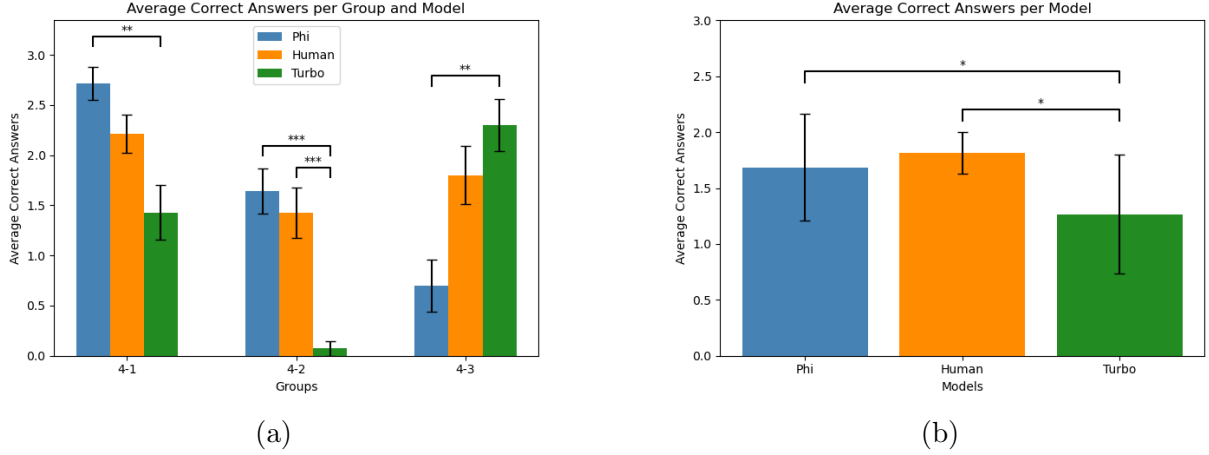 Average Correct Answers per Group and Model
Average Correct Answers
3.0
2.5
2.0
1.5
1.0
0.5
0.0
**
***
***
**
Phi
Human
Turbo
4-1
4-2
4-3
Groups
(a)
Average Correct Answers per Model
Average Correct Answers
3.0
2.5
2.0
1.5
1.0
0.5
0.0
*
*
Phi
Human
Turbo
Models
(b)